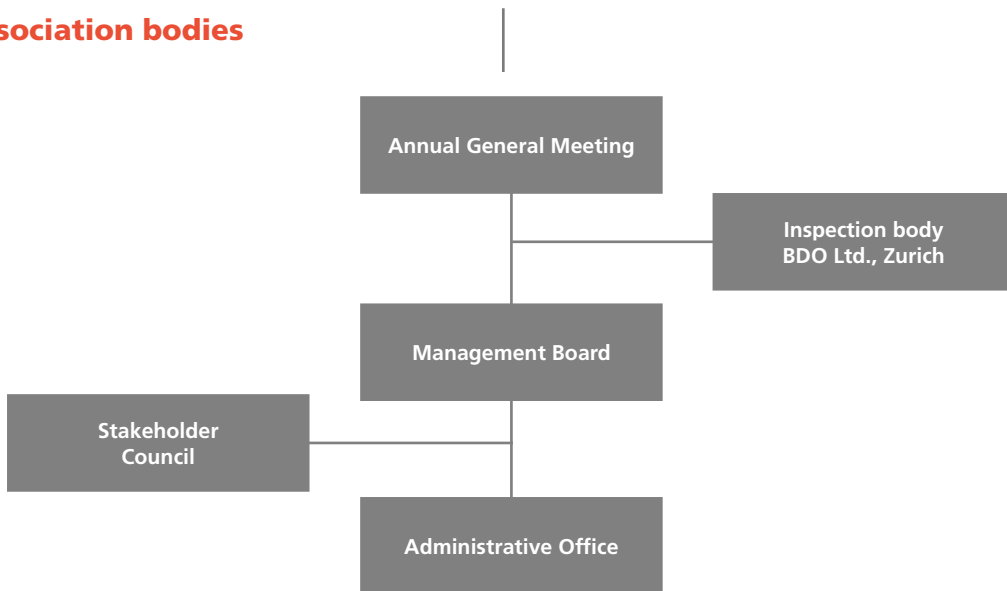 sociation bodies
Annual General Meeting
Inspection body
BDO Ltd., Zurich
Management Board
Stakeholder
Council
Administrative Office